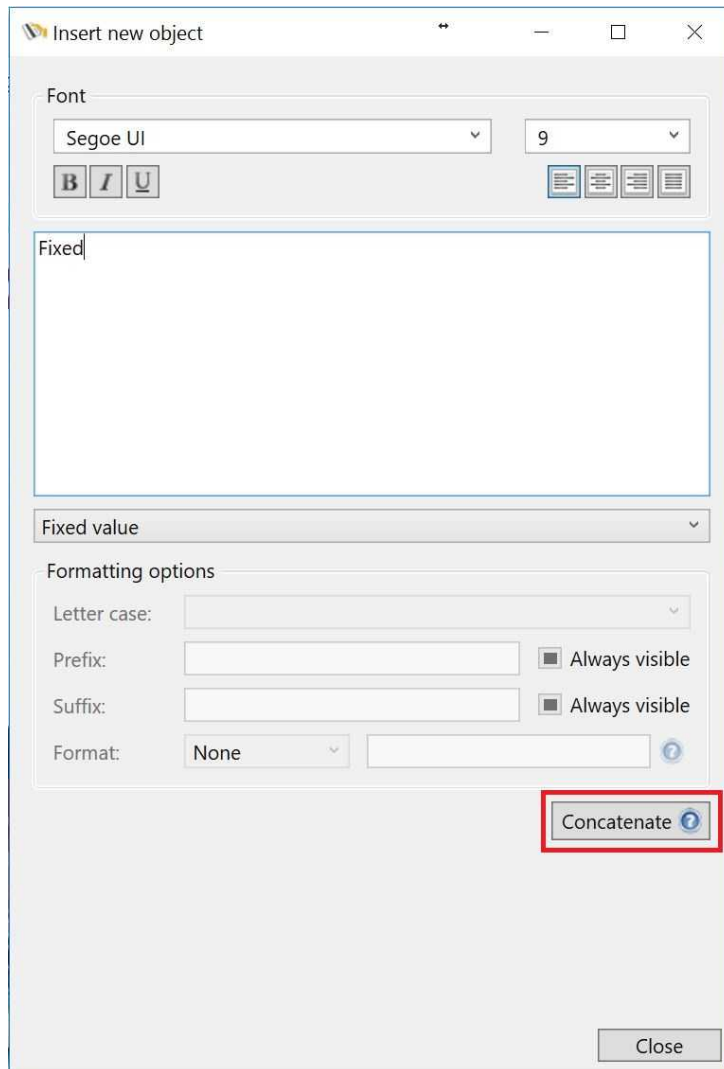 Insert new object
Font
Segoe UI 9
B I U
Fixed
Fixed value
Formatting options
Letter case:
Prefix: Always visible
Suffix: Always visible
Format: None ?
Concatenate ?
Close